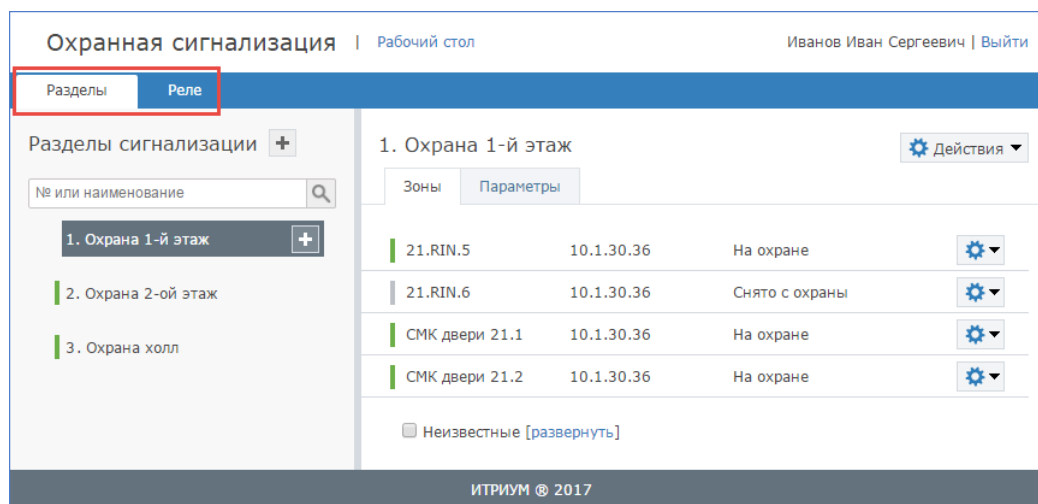 Охранная сигнализация | Рабочий стол Иванов Иван Сергеевич | Выйти
Разделы Реле
Разделы сигнализации +
№ или наименование
1. Охрана 1-й этаж +
2. Охрана 2-ой этаж
3. Охрана холл
1. Охрана 1-й этаж Действия
Зоны Параметры
21.RIN.5 10.1.30.36 На охране
21.RIN.6 10.1.30.36 Снято с охраны
СМК двери 21.1 10.1.30.36 На охране
СМК двери 21.2 10.1.30.36 На охране
Неизвестные [развернуть]
ИТРИУМ ® 2017